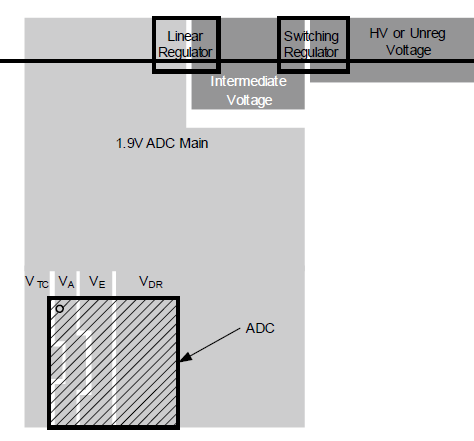 Linear
Regulator
Switching
Regulator
HV or Unreg
Voltage
Intermediate
Voltage
1.9V ADC Main
VTC
VA
VE
VDR
ADC